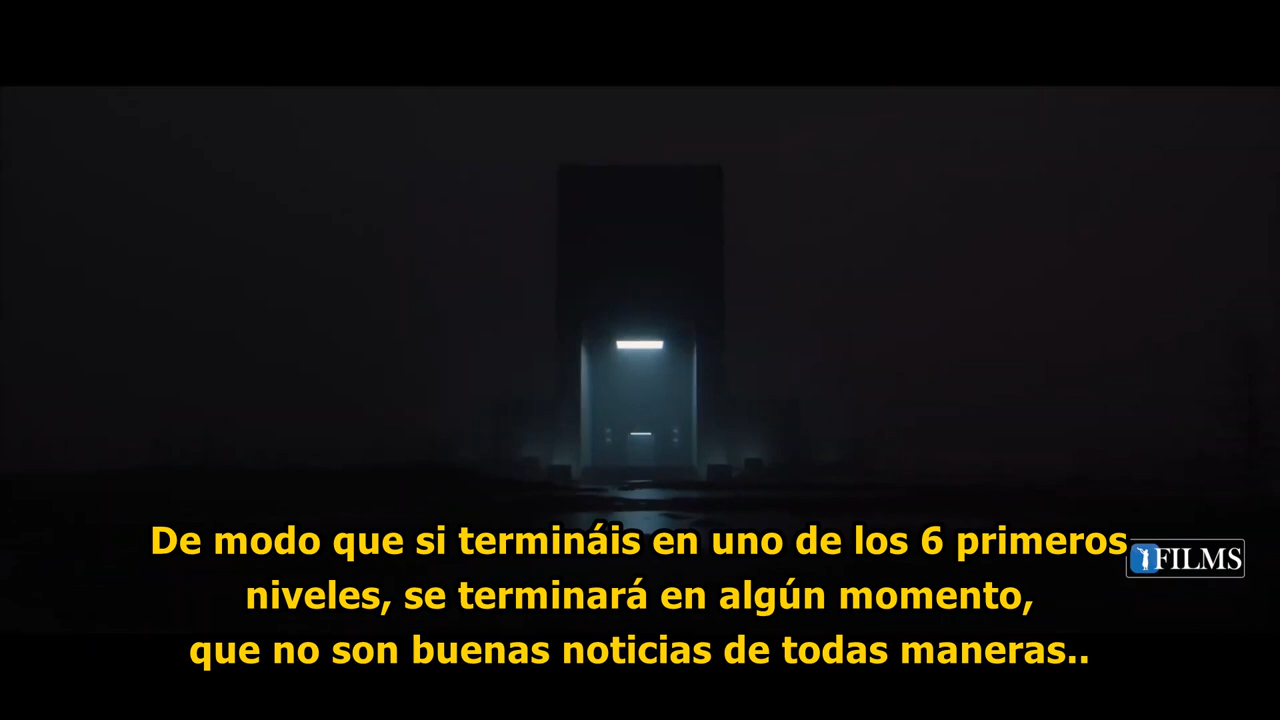 De modo que si termináis en uno de los 6 primeros
niveles, se terminará en algún momento,
que no son buenas noticias de todas maneras..
1FILMS